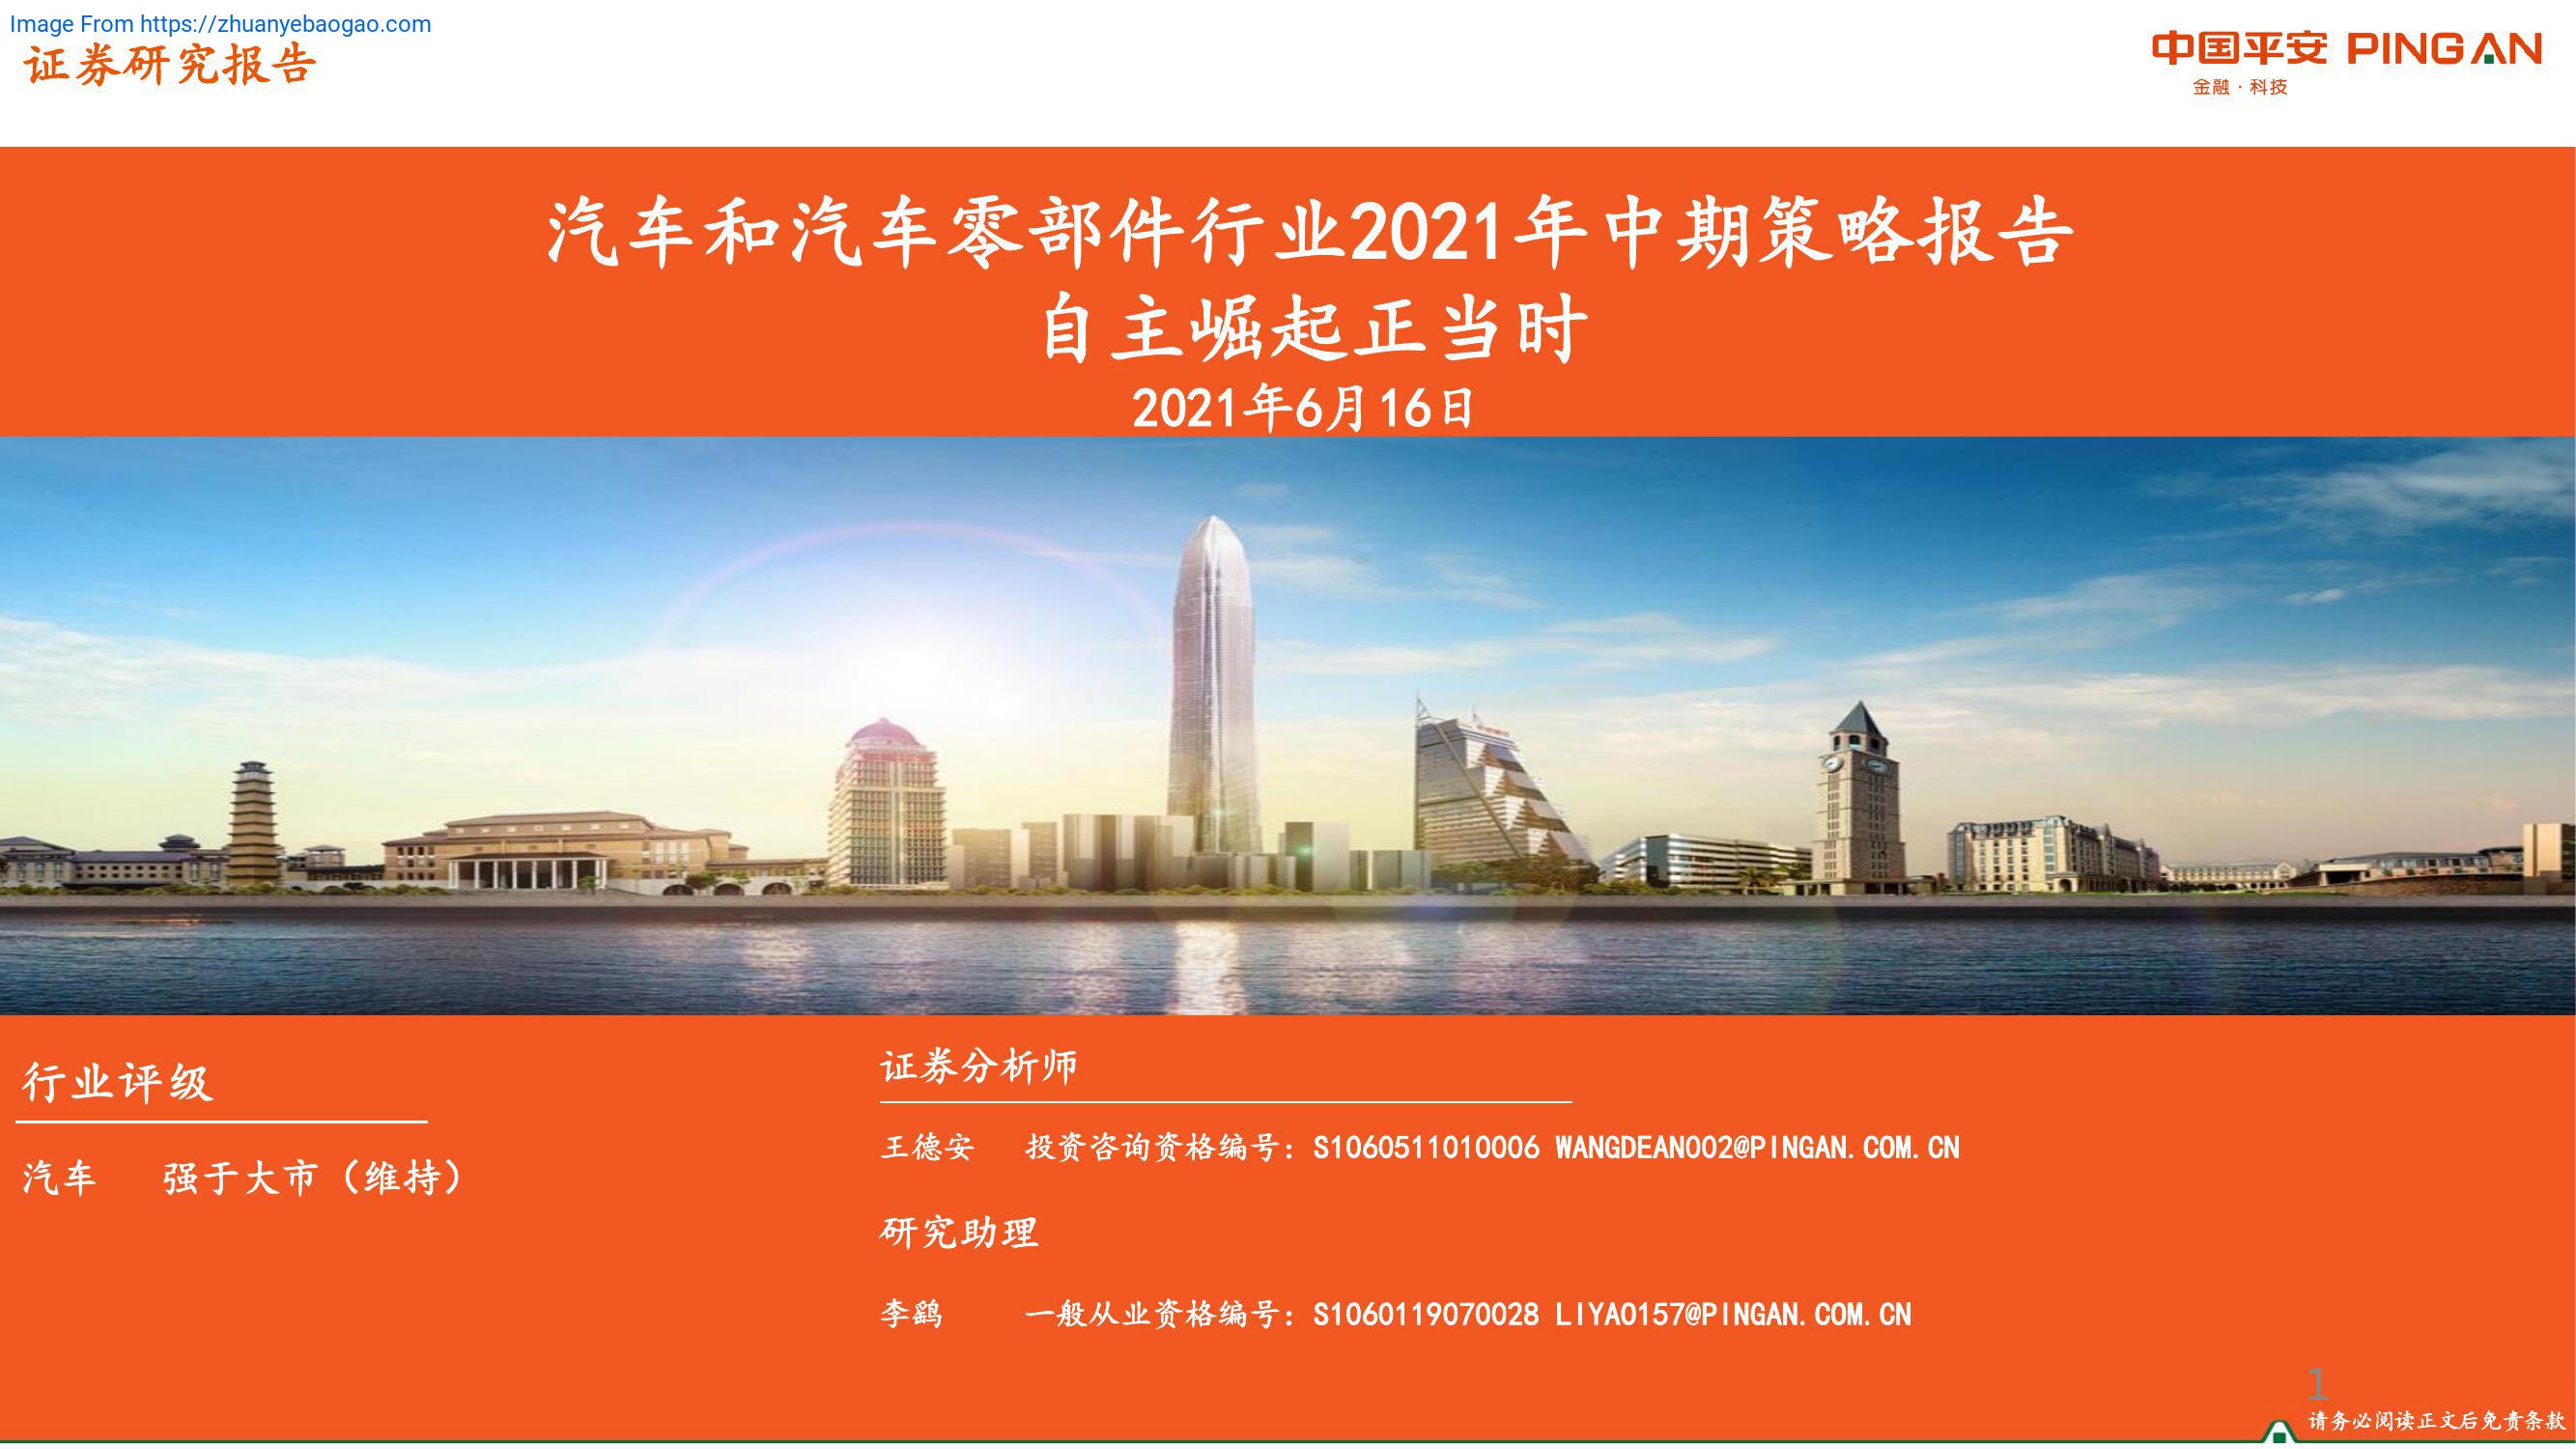 Image From https://zhuanyebaogao.com
证券研究报告
中国平安 PINGAN
金融·科技
汽车和汽车零部件行业2021年中期策略报告
自主崛起正当时
2021年6月16日
行业评级
汽车 强于大市（维持）
证券分析师
王德安 投资咨询资格编号：S1060511010006 WANGDEAN002@PINGAN.COM.CN
研究助理
李鹞 一般从业资格编号：S1060119070028 LIYAO157@PINGAN.COM.CN
1
请务必阅读正文后免责条款